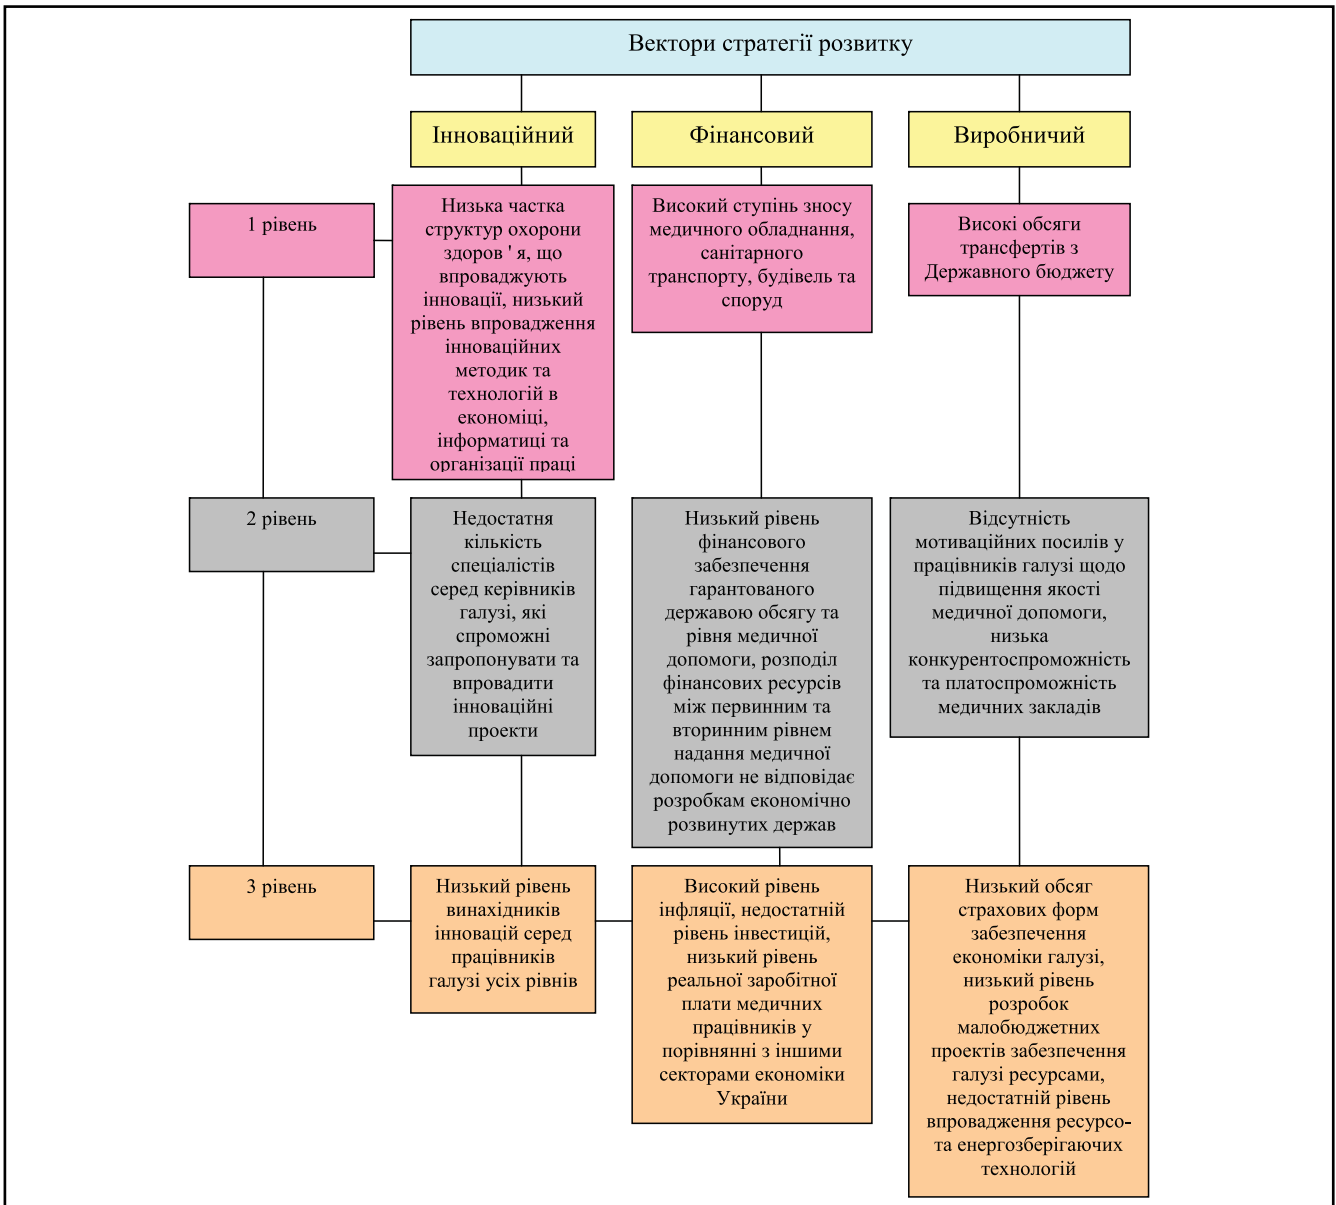 Вектори стратегії розвитку
Інноваційний
Фінансовий
Виробничий
1 рівень
Низька частка
структур охорони
здоров ' я, що
впроваджують
інновації, низький
рівень впровадження
інноваційних
методик та
технологій в
економіці,
інформатиці та
організації праці
Високий ступінь зносу
медичного обладнання,
санітарного
транспорту, будівель та
споруд
Високі обсяги
трансфертів з
Державного бюджету
2 рівень
Недостатня
кількість
спеціалістів
серед керівників
галузі, які
спроможні
запропонувати та
впровадити
інноваційні
проекти
Низький рівень
фінансового
забезпечення
гарантованого
державою обсягу та
рівня медичної
допомоги, розподіл
фінансових ресурсів
між первинним та
вторинним рівнем
надання медичної
допомоги не відповідає
розробкам економічно
розвинутих держав
Відсутність
мотиваційних посилів у
працівників галузі щодо
підвищення якості
медичної допомоги,
низька
конкурентоспроможність
та платоспроможність
медичних закладів
3 рівень
Низький рівень
винахідників
інновацій серед
працівників
галузі усіх рівнів
Високий рівень
інфляції, недостатній
рівень інвестицій,
низький рівень
реальної заробітної
плати медичних
працівників у
порівнянні з іншими
секторами економіки
України
Низький обсяг
страхових форм
забезпечення
економіки галузі,
низький рівень
розробок
малобюджетних
проектів забезпечення
галузі ресурсами,
недостатній рівень
впровадження ресурсо-
та енергозберігаючих
технологій